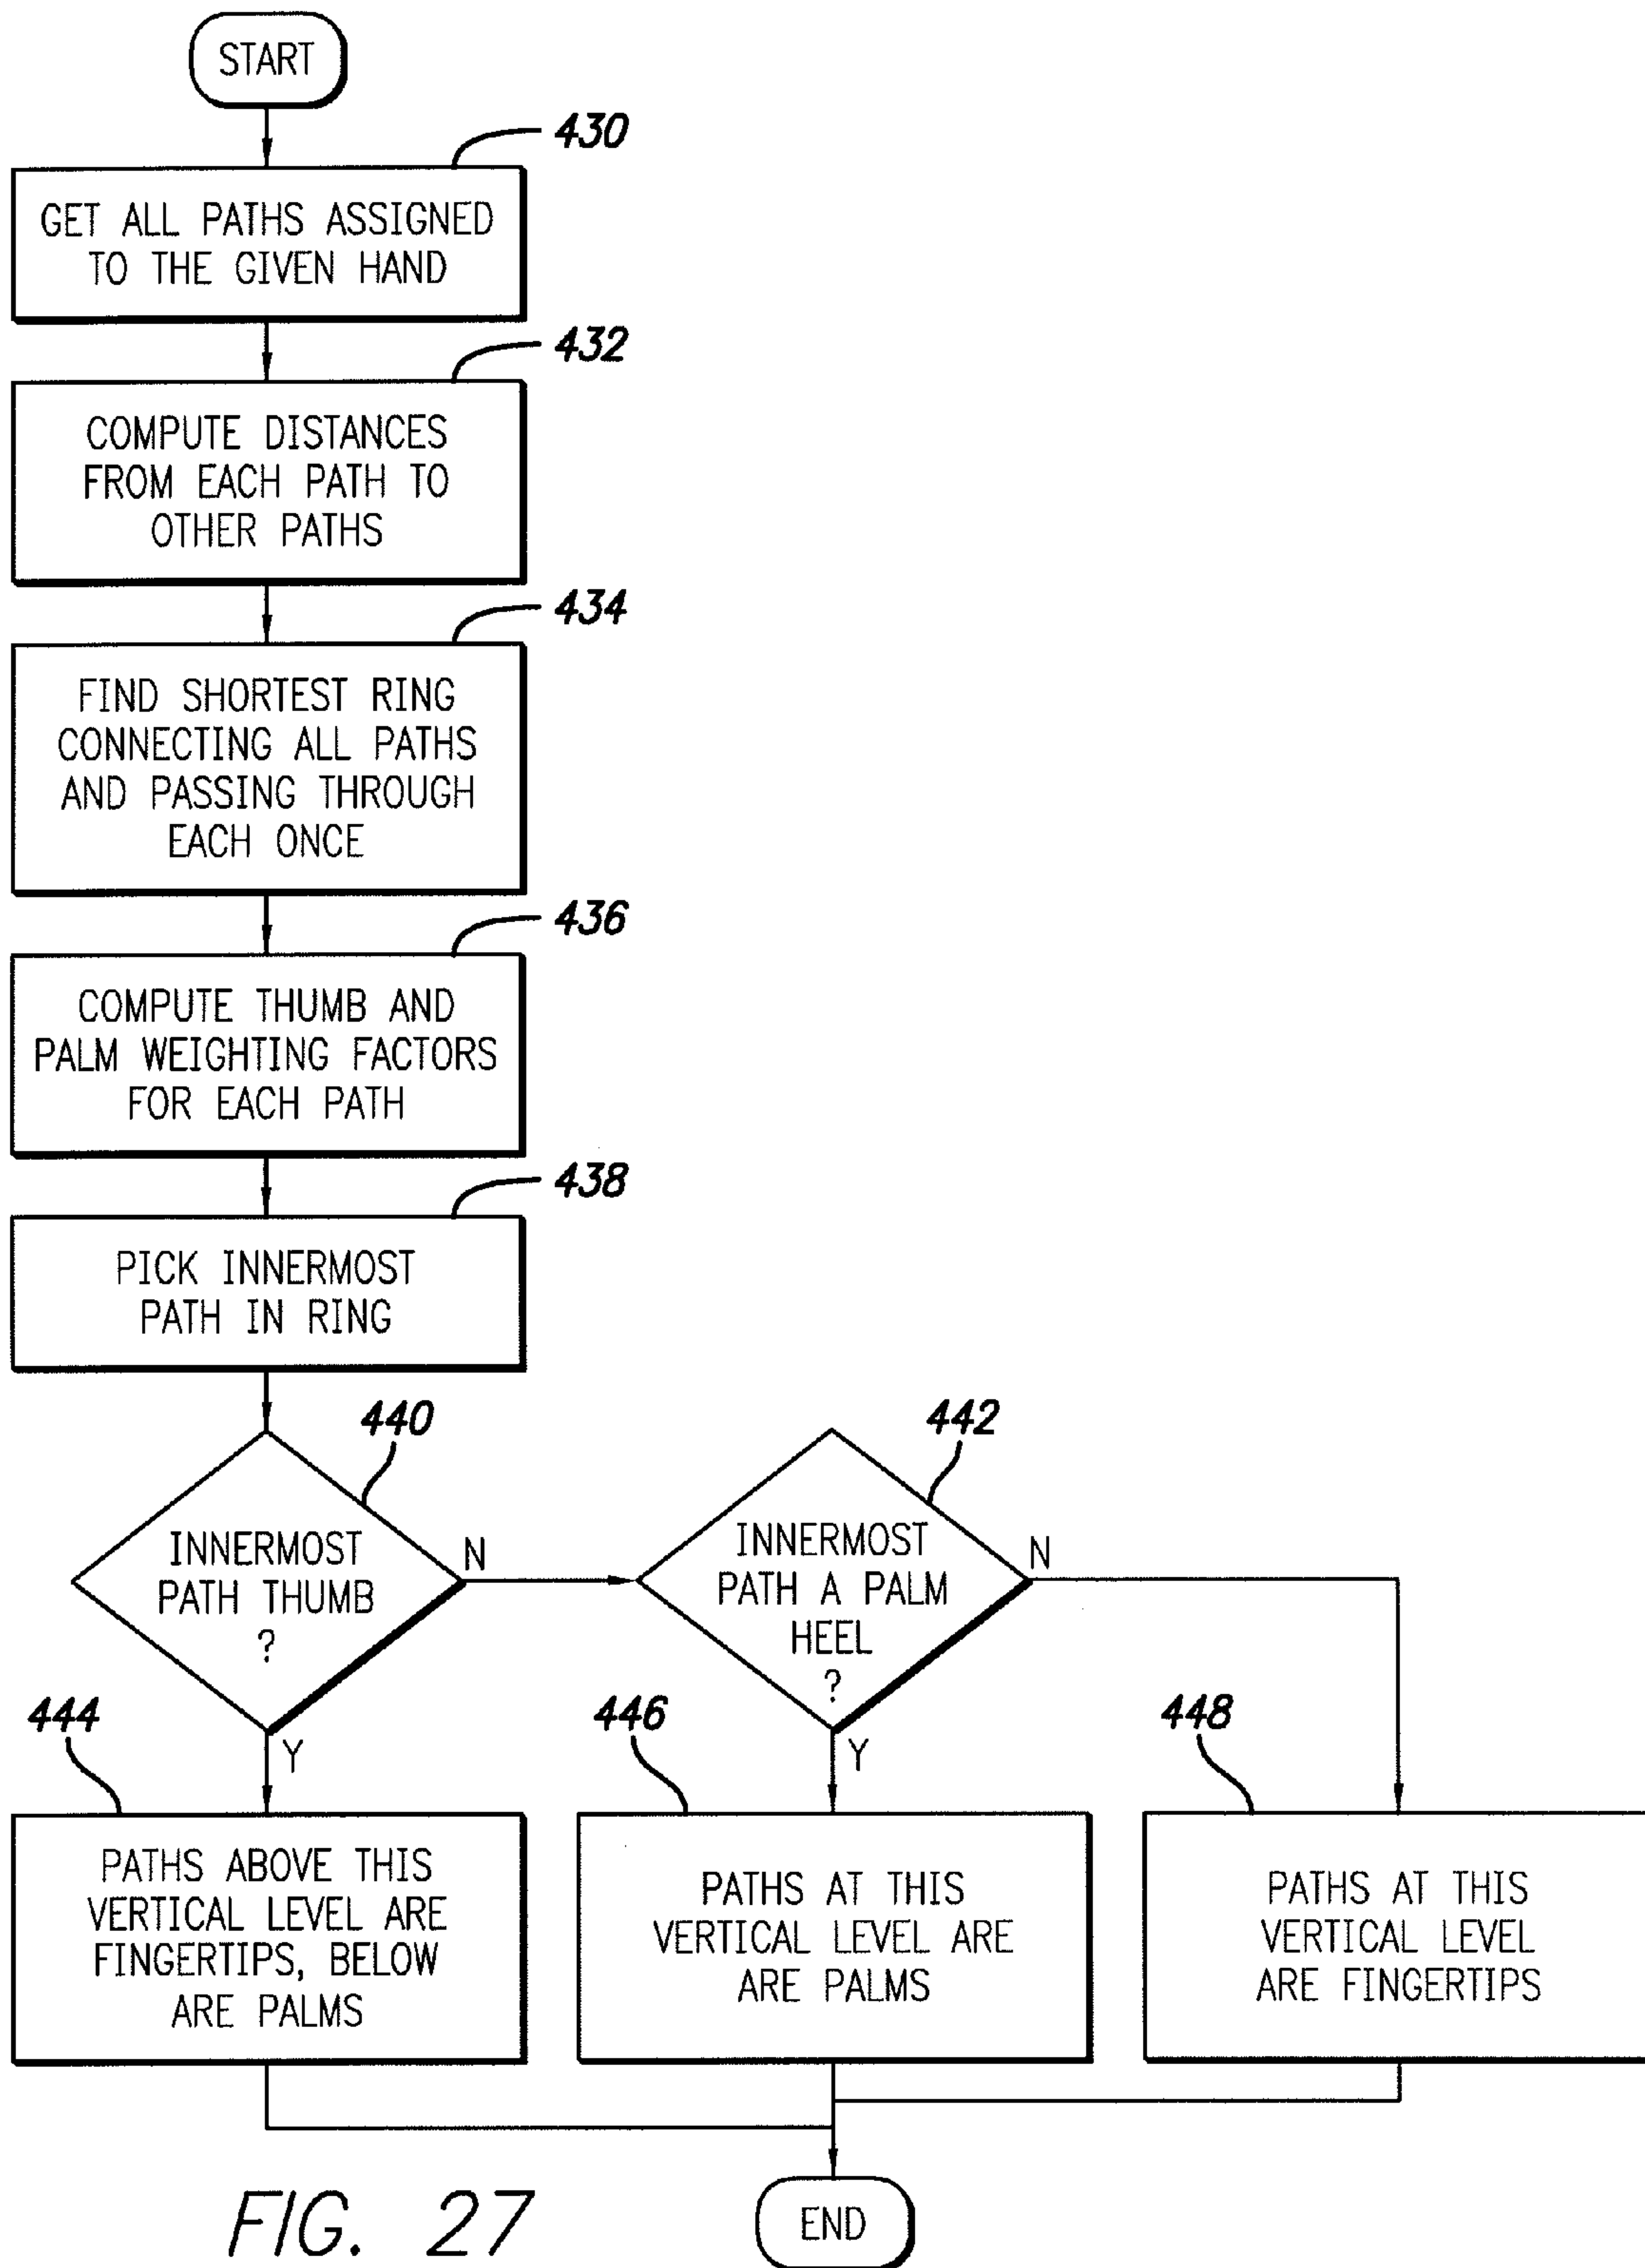 START
430
GET ALL PATHS ASSIGNED
TO THE GIVEN HAND
432
COMPUTE DISTANCES
FROM EACH PATH TO
OTHER PATHS
434
FIND SHORTEST RING
CONNECTING ALL PATHS
AND PASSING THROUGH
EACH ONCE
436
COMPUTE THUMB AND
PALM WEIGHTING FACTORS
FOR EACH PATH
438
PICK INNERMOST
PATH IN RING
440
INNERMOST
PATH THUMB
?
N
Y
442
INNERMOST
PATH A PALM
HEEL
?
N
Y
444
PATHS ABOVE THIS
VERTICAL LEVEL ARE
FINGERTIPS, BELOW
ARE PALMS
446
PATHS AT THIS
VERTICAL LEVEL ARE
ARE PALMS
448
PATHS AT THIS
VERTICAL LEVEL
ARE FINGERTIPS
END
FIG. 27